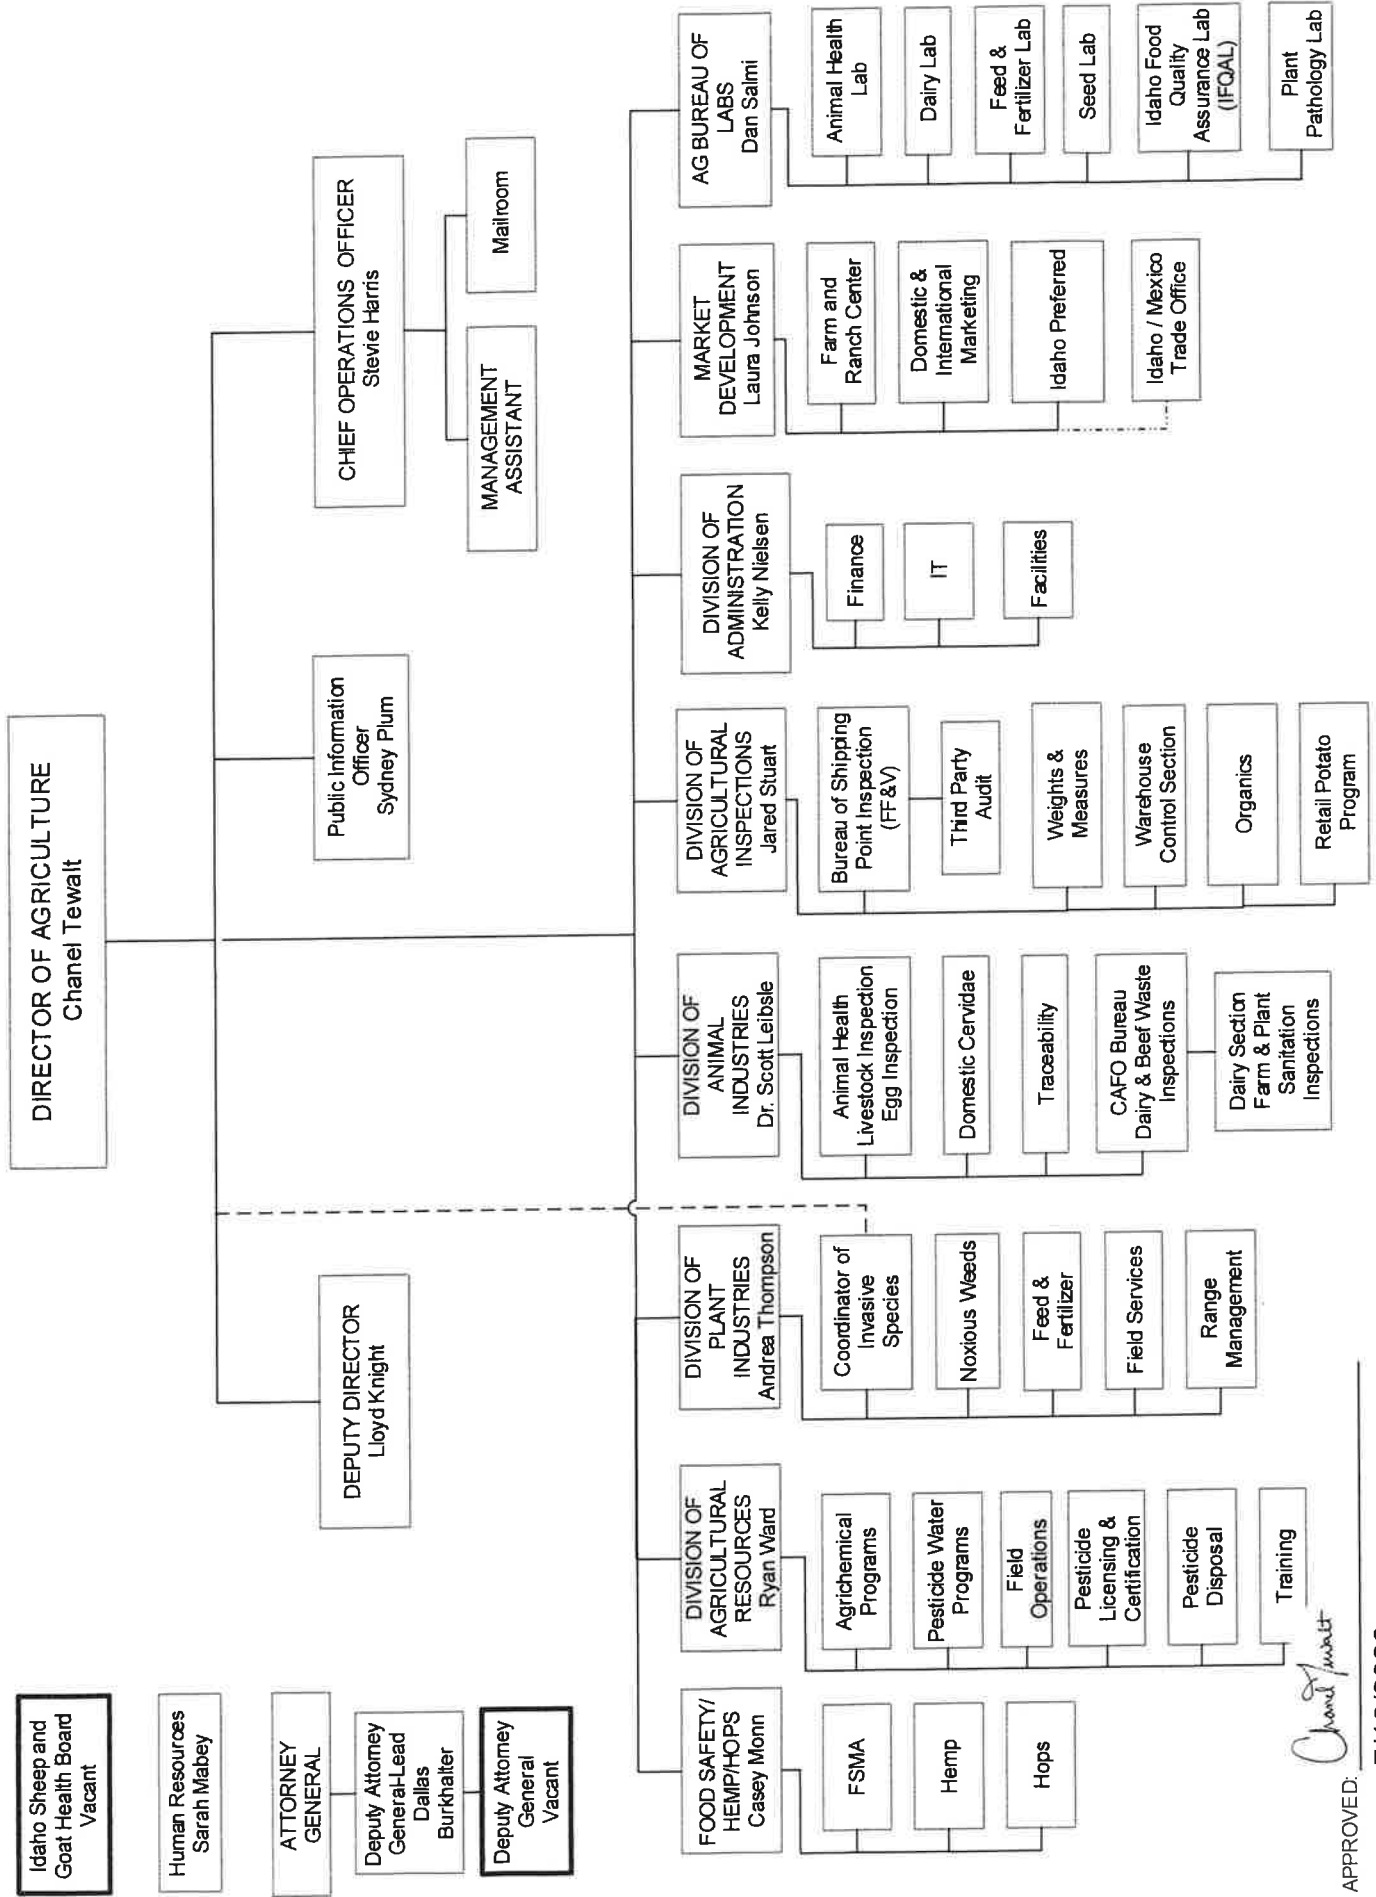 DIRECTOR OF AGRICULTURE
Chanel Tewalt
Idaho Sheep and
Goat Health Board
Vacant
Human Resources
Sarah Mabey
ATTORNEY
GENERAL
Deputy Attorney
General-Lead
Dallas
Burkhalter
Deputy Attorney
General
Vacant
DEPUTY DIRECTOR
Lloyd Knight
Public Information
Officer
Sydney Plum
CHIEF OPERATIONS OFFICER
Stevie Harris
MANAGEMENT
ASSISTANT
Mailroom
FOOD SAFETY/
HEMP/HOPS
Casey Monn
FSMA
Hemp
Hops
DIVISION OF
AGRICULTURAL
RESOURCES
Ryan Ward
Agrichemical
Programs
Pesticide Water
Programs
Field
Operations
Pesticide
Licensing &
Certification
Pesticide
Disposal
Training
DIVISION OF
PLANT
INDUSTRIES
Andrea Thompson
Coordinator of
Invasive
Species
Noxious Weeds
Feed &
Fertilizer
Field Services
Range
Management
DIVISION OF
ANIMAL
INDUSTRIES
Dr. Scott Leibsle
Animal Health
Livestock Inspection
Egg Inspection
Domestic Cervidae
Traceability
CAFO Bureau
Dairy & Beef Waste
Inspections
Dairy Section
Farm & Plant
Sanitation
Inspections
DIVISION OF
AGRICULTURAL
INSPECTIONS
Jared Stuart
Bureau of Shipping
Point Inspection
(FF&V)
Third Party
Audit
Weights &
Measures
Warehouse
Control Section
Organics
Retail Potato
Program
DIVISION OF
ADMINISTRATION
Kelly Nielsen
Finance
IT
Facilities
MARKET
DEVELOPMENT
Laura Johnson
Farm and
Ranch Center
Domestic &
International
Marketing
Idaho Preferred
Idaho / Mexico
Trade Office
AG BUREAU OF
LABS
Dan Salmi
Animal Health
Lab
Dairy Lab
Feed &
Fertilizer Lab
Seed Lab
Idaho Food
Quality
Assurance Lab
(IFQAL)
Plant
Pathology Lab
APPROVED: Chanel Tewalt